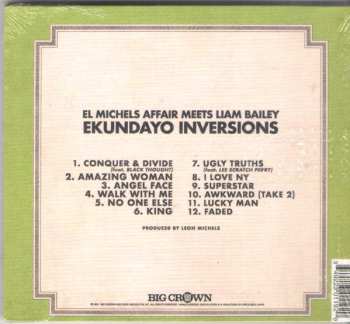 EL MICHELS AFFAIR MEETS LIAM BAILEY
EKUNDAYO INVERSIONS
1. CONQUER & DIVIDE
(feat. BLACK THOUGHT)
2. AMAZING WOMAN
3. ANGEL FACE
4. WALK WITH ME
5. NO ONE ELSE
6. KING
7. UGLY TRUTHS
(feat. LEE SCRATCH PERRY)
8. I LOVE NY
9. SUPERSTAR
10. AWKWARD (TAKE 2)
11. LUCKY MAN
12. FADED
PRODUCED BY LEON MICHELS
BIG CROWN